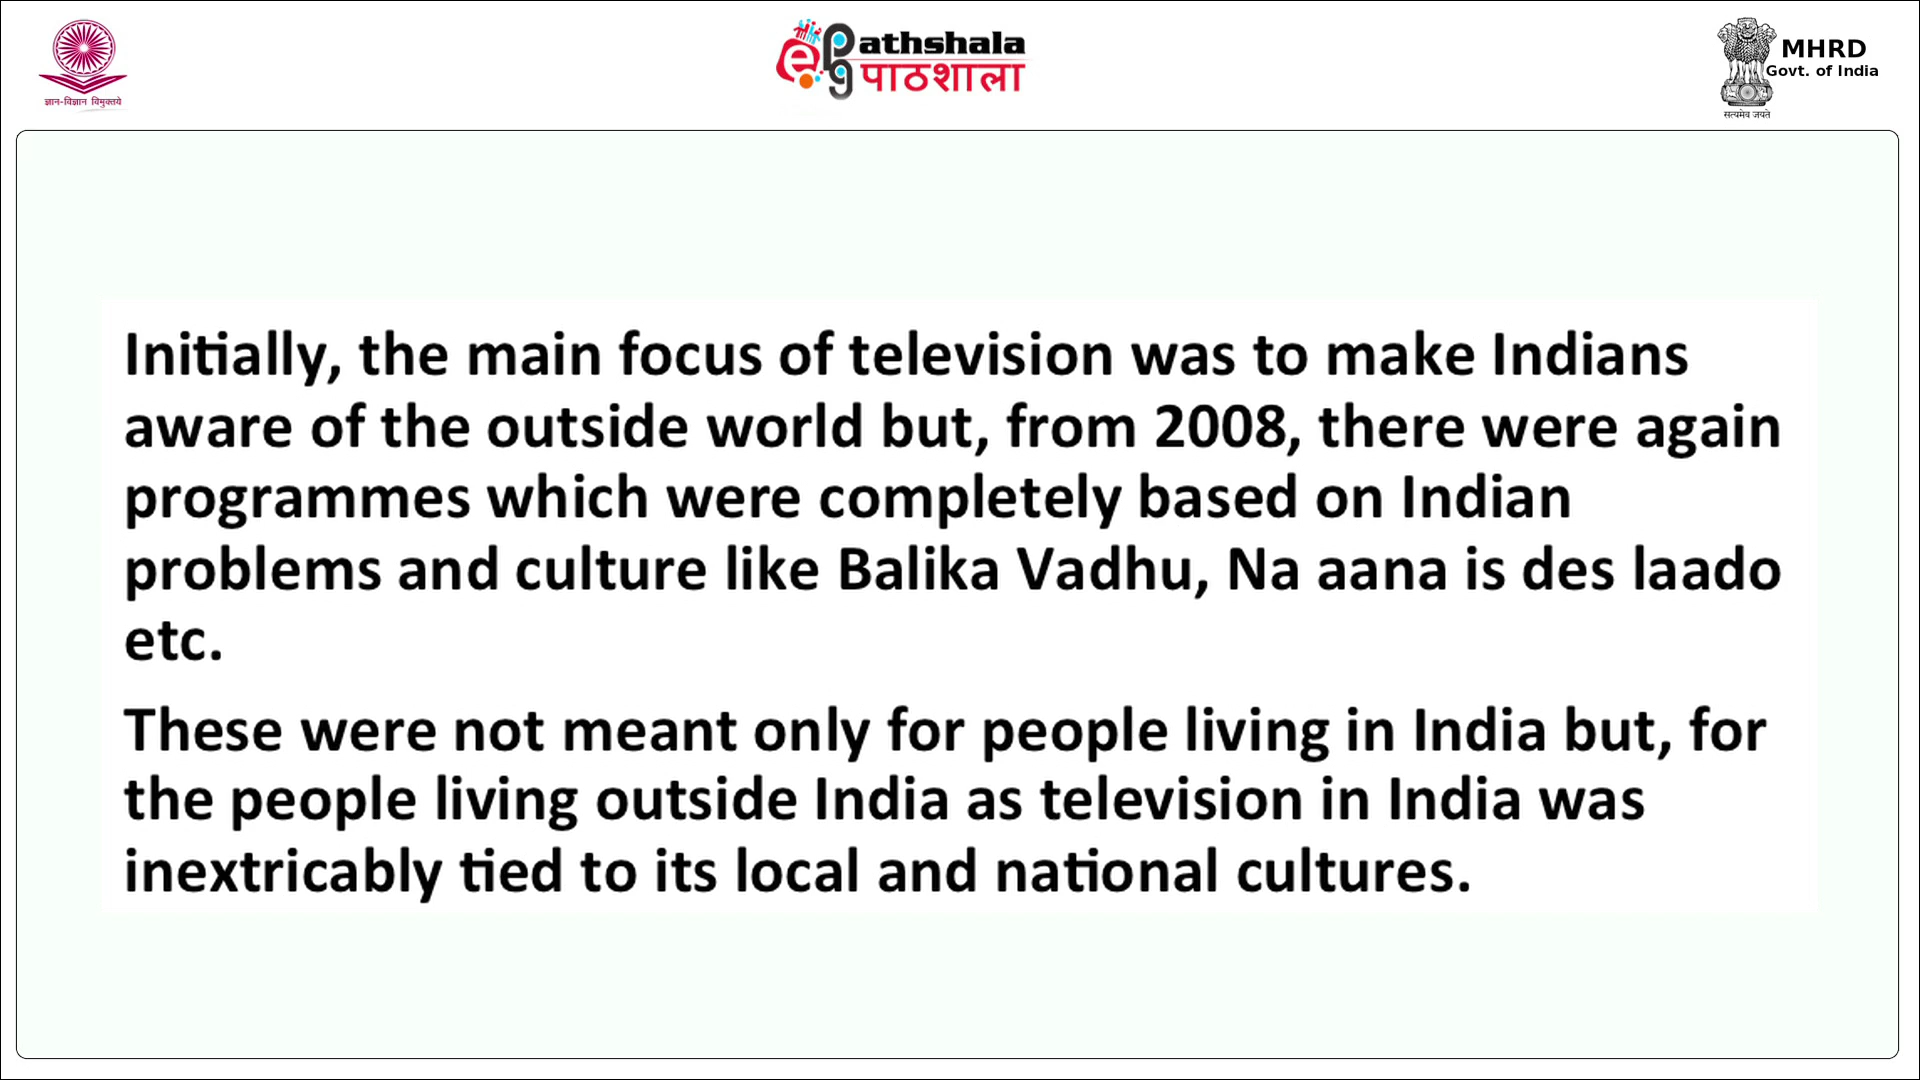 ज्ञान-विज्ञान विमुक्तये
epg athshala
पाठशाला
MHRD
Govt. of India
सत्यमेव जयते
Initially, the main focus of television was to make Indians
aware of the outside world but, from 2008, there were again
programmes which were completely based on Indian
problems and culture like Balika Vadhu, Na aana is des laado
etc.
These were not meant only for people living in India but, for
the people living outside India as television in India was
inextricably tied to its local and national cultures.